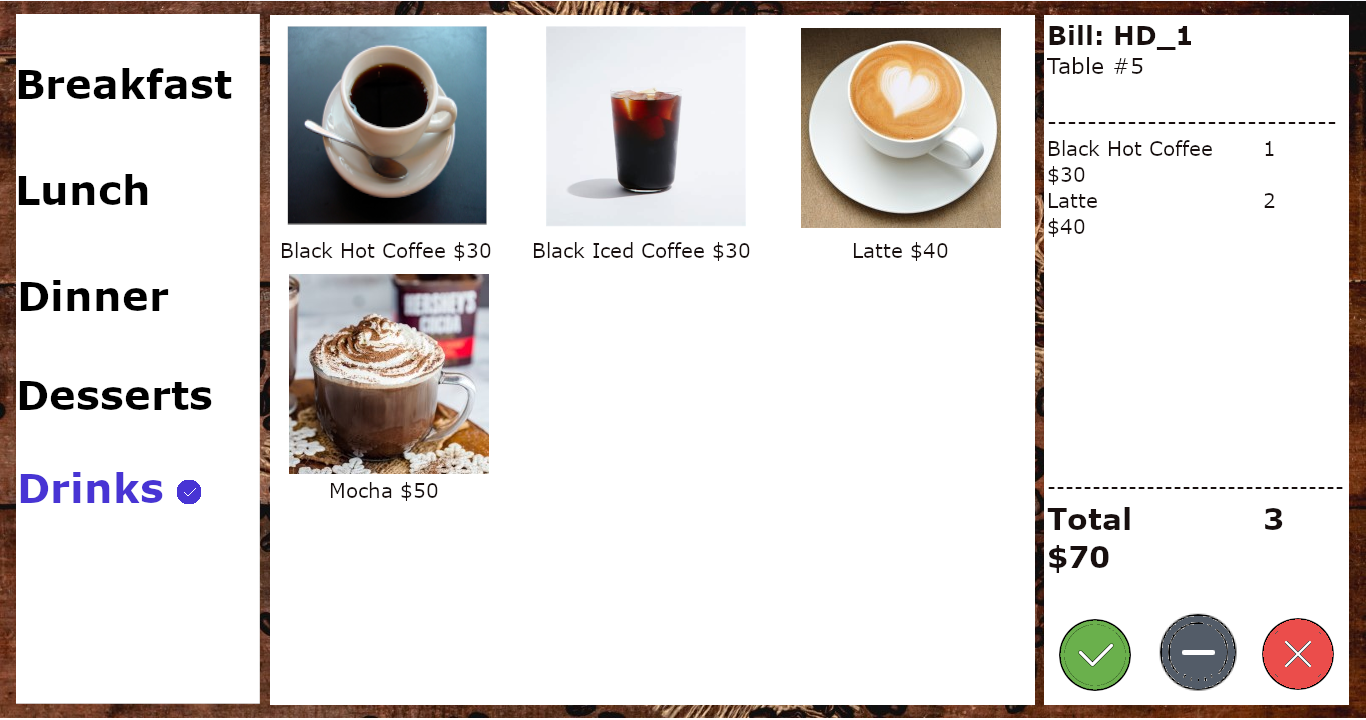 Breakfast
Lunch
Dinner
Desserts
Drinks
Black Hot Coffee $30
Black Iced Coffee $30
Latte $40
HERSHEY'S
COCOA
Mocha $50
Bill: HD_1
Table #5
-----------------------------
Black Hot Coffee 1
$30
Latte 2
$40
------------------------------
Total 3
$70